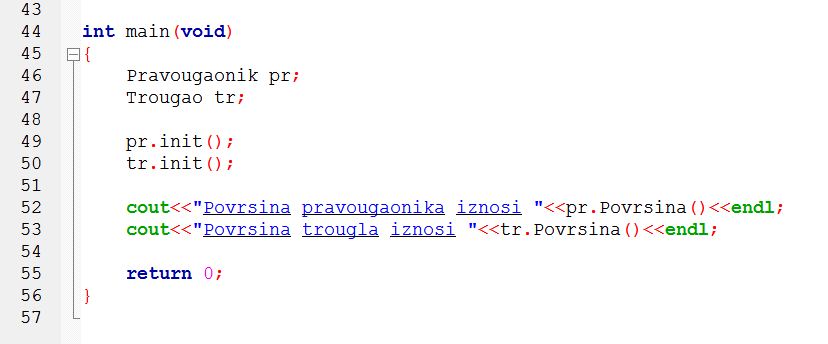 43
44 int main(void)
45 {
46 Pravougaonik pr;
47 Trougao tr;
48
49 pr.init();
50 tr.init();
51
52 cout<<"Povrsina pravougaonika iznosi "<<pr.Povrsina()<<endl;
53 cout<<"Povrsina trougla iznosi "<<tr.Povrsina()<<endl;
54
55 return 0;
56 }
57